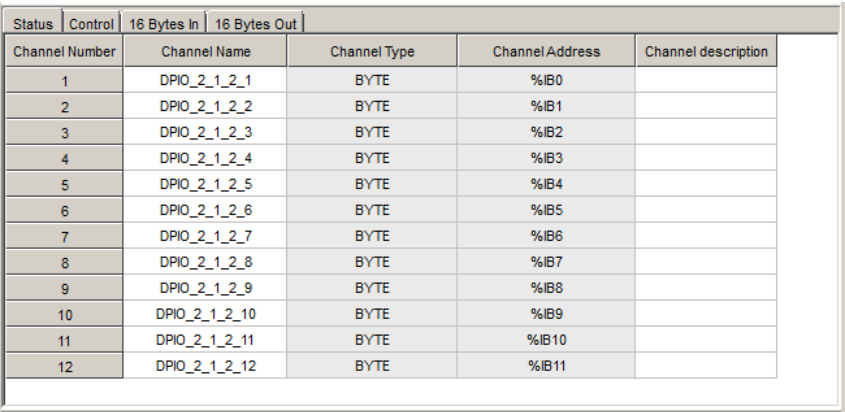 Status Control 16 Bytes In 16 Bytes Out
Channel Number Channel Name Channel Type Channel Address Channel description
1 DPIO_2_1_2_1 BYTE %IB0
2 DPIO_2_1_2_2 BYTE %IB1
3 DPIO_2_1_2_3 BYTE %IB2
4 DPIO_2_1_2_4 BYTE %IB3
5 DPIO_2_1_2_5 BYTE %IB4
6 DPIO_2_1_2_6 BYTE %IB5
7 DPIO_2_1_2_7 BYTE %IB6
8 DPIO_2_1_2_8 BYTE %IB7
9 DPIO_2_1_2_9 BYTE %IB8
10 DPIO_2_1_2_10 BYTE %IB9
11 DPIO_2_1_2_11 BYTE %IB10
12 DPIO_2_1_2_12 BYTE %IB11